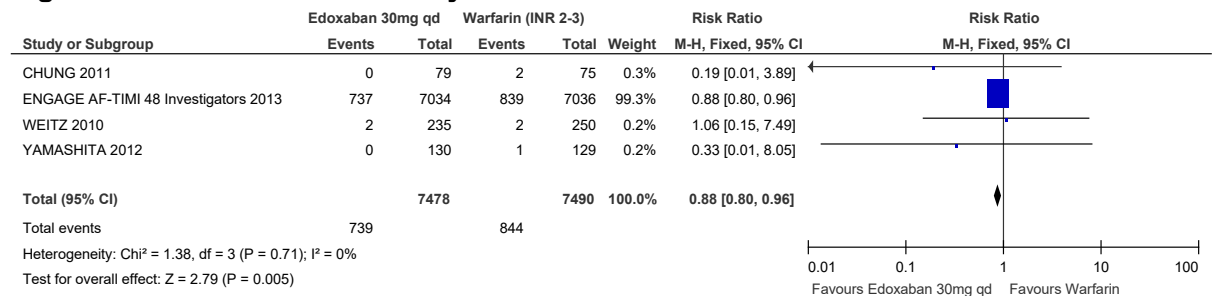 Edoxaban 30mg qd Warfarin (INR 2-3) Risk Ratio Risk Ratio
Study or Subgroup Events Total Events Total Weight M-H, Fixed, 95% CI M-H, Fixed, 95% CI
CHUNG 2011 0 79 2 75 0.3% 0.19 [0.01, 3.89]
ENGAGE AF-TIMI 48 Investigators 2013 737 7034 839 7036 99.3% 0.88 [0.80, 0.96]
WEITZ 2010 2 235 2 250 0.2% 1.06 [0.15, 7.49]
YAMASHITA 2012 0 130 1 129 0.2% 0.33 [0.01, 8.05]
Total (95% CI) 7478 7490 100.0% 0.88 [0.80, 0.96]
Total events 739 844
Heterogeneity: Chi² = 1.38, df = 3 (P = 0.71); I² = 0%
Test for overall effect: Z = 2.79 (P = 0.005)
0.01 0.1 1 10 100
Favours Edoxaban 30mg qd Favours Warfarin